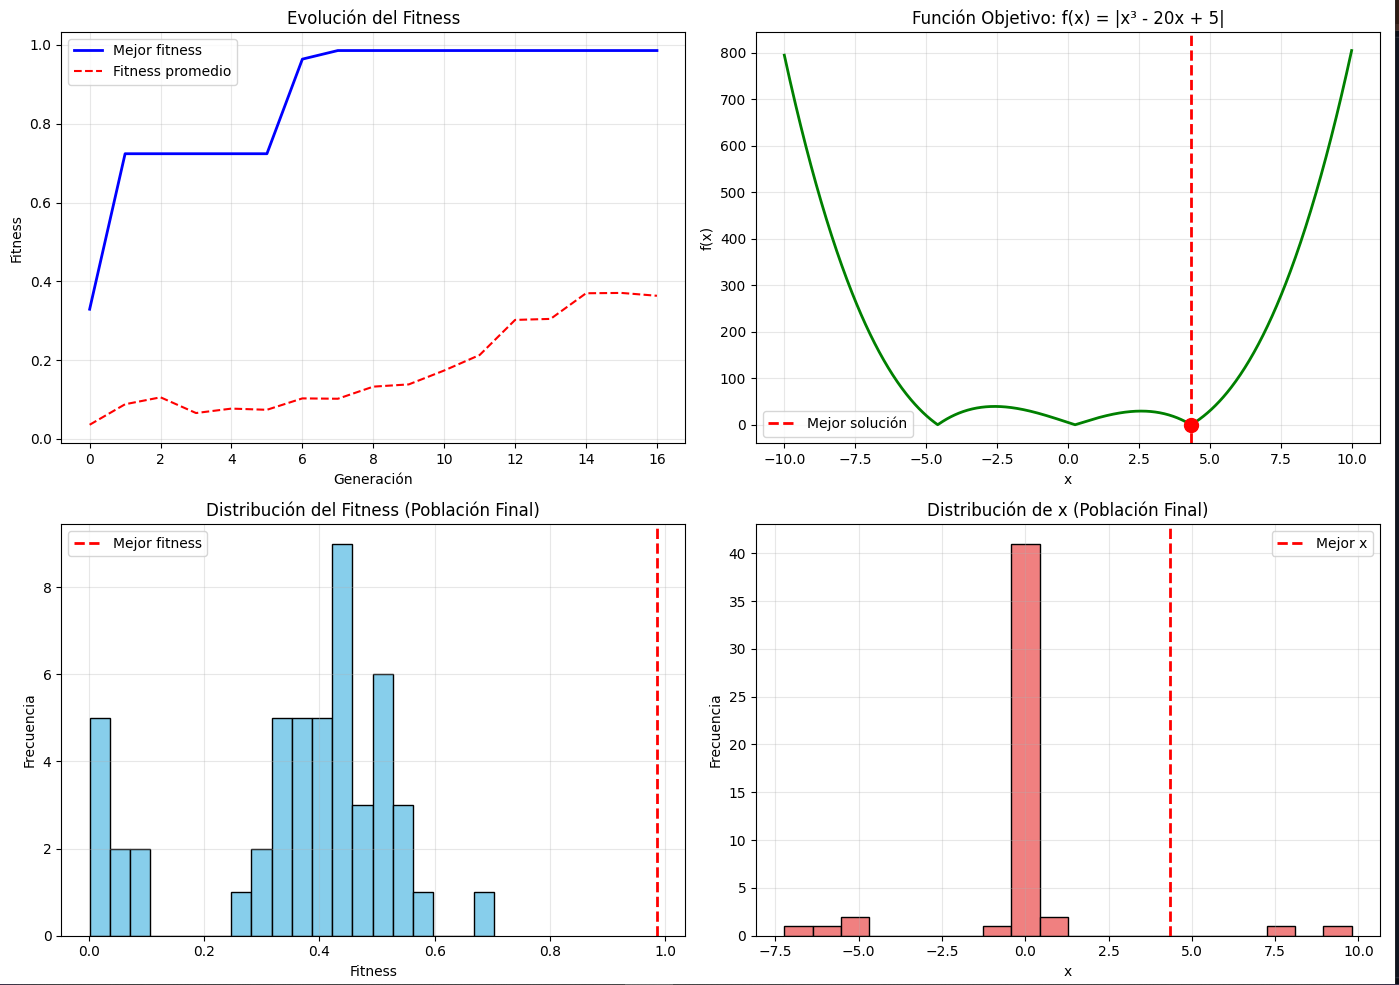 Evolución del Fitness
1.0
0.8
0.6
0.4
0.2
0.0
Fitness
Mejor fitness
Fitness promedio
0 2 4 6 8 10 12 14 16
Generación
Función Objetivo: f(x) = |x³ - 20x + 5|
800
700
600
500
400
300
200
100
0
f(x)
Mejor solución
−10.0 −7.5 −5.0 −2.5 0.0 2.5 5.0 7.5 10.0
x
Distribución del Fitness (Población Final)
8
6
4
2
0
Frecuencia
Mejor fitness
0.0 0.2 0.4 0.6 0.8 1.0
Fitness
Distribución de x (Población Final)
40
35
30
25
20
15
10
5
0
Frecuencia
Mejor x
−7.5 −5.0 −2.5 0.0 2.5 5.0 7.5 10.0
x